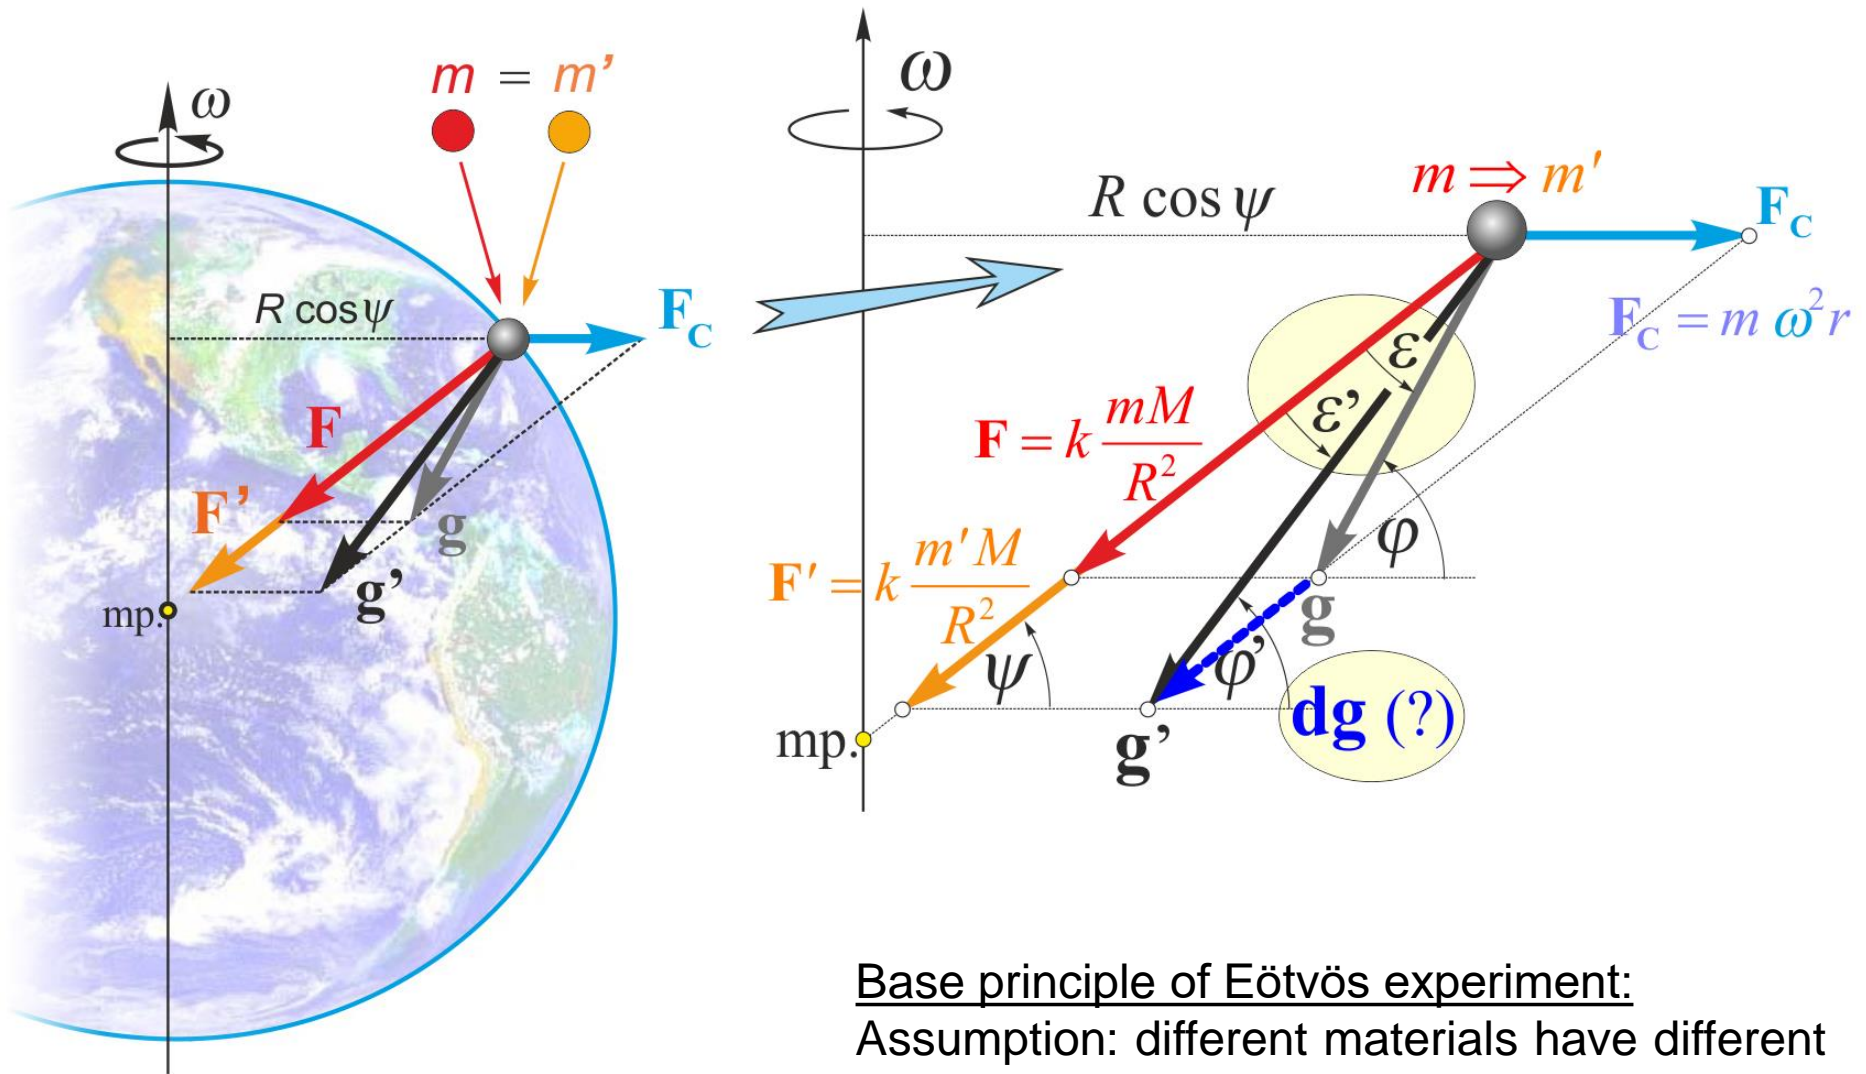 ω
m = m’
R cos ψ
F_C
F
F’
g
g’
mp.
ω
m ⇒ m′
R cos ψ
F_C
F_C = m ω² r
ε
ε’
F = k mM / R²
φ
F′ = k m′M / R²
g
ψ
φ’
dg (?)
mp.
g’
Base principle of Eötvös experiment:
Assumption: different materials have different